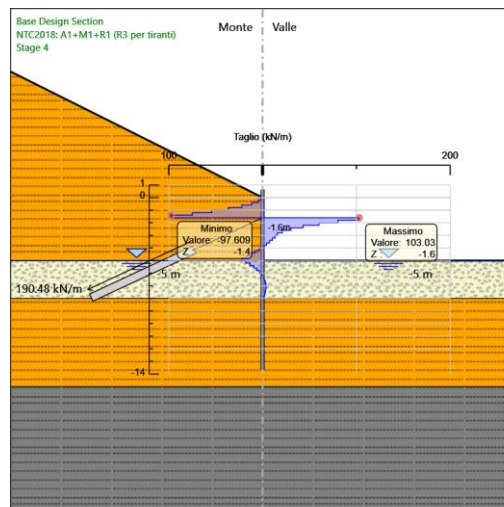 Base Design Section
NTC2018: A1+M1+R1 (R3 per tiranti)
Stage 4
Monte
Valle
Taglio (kN/m)
100
200
1
0
-1.6m
Minimo
Valore: -97.609
Z -1.4
Massimo
Valore: 103.03
Z -1.6
-5 m
-5 m
190.48 kN/m
-14